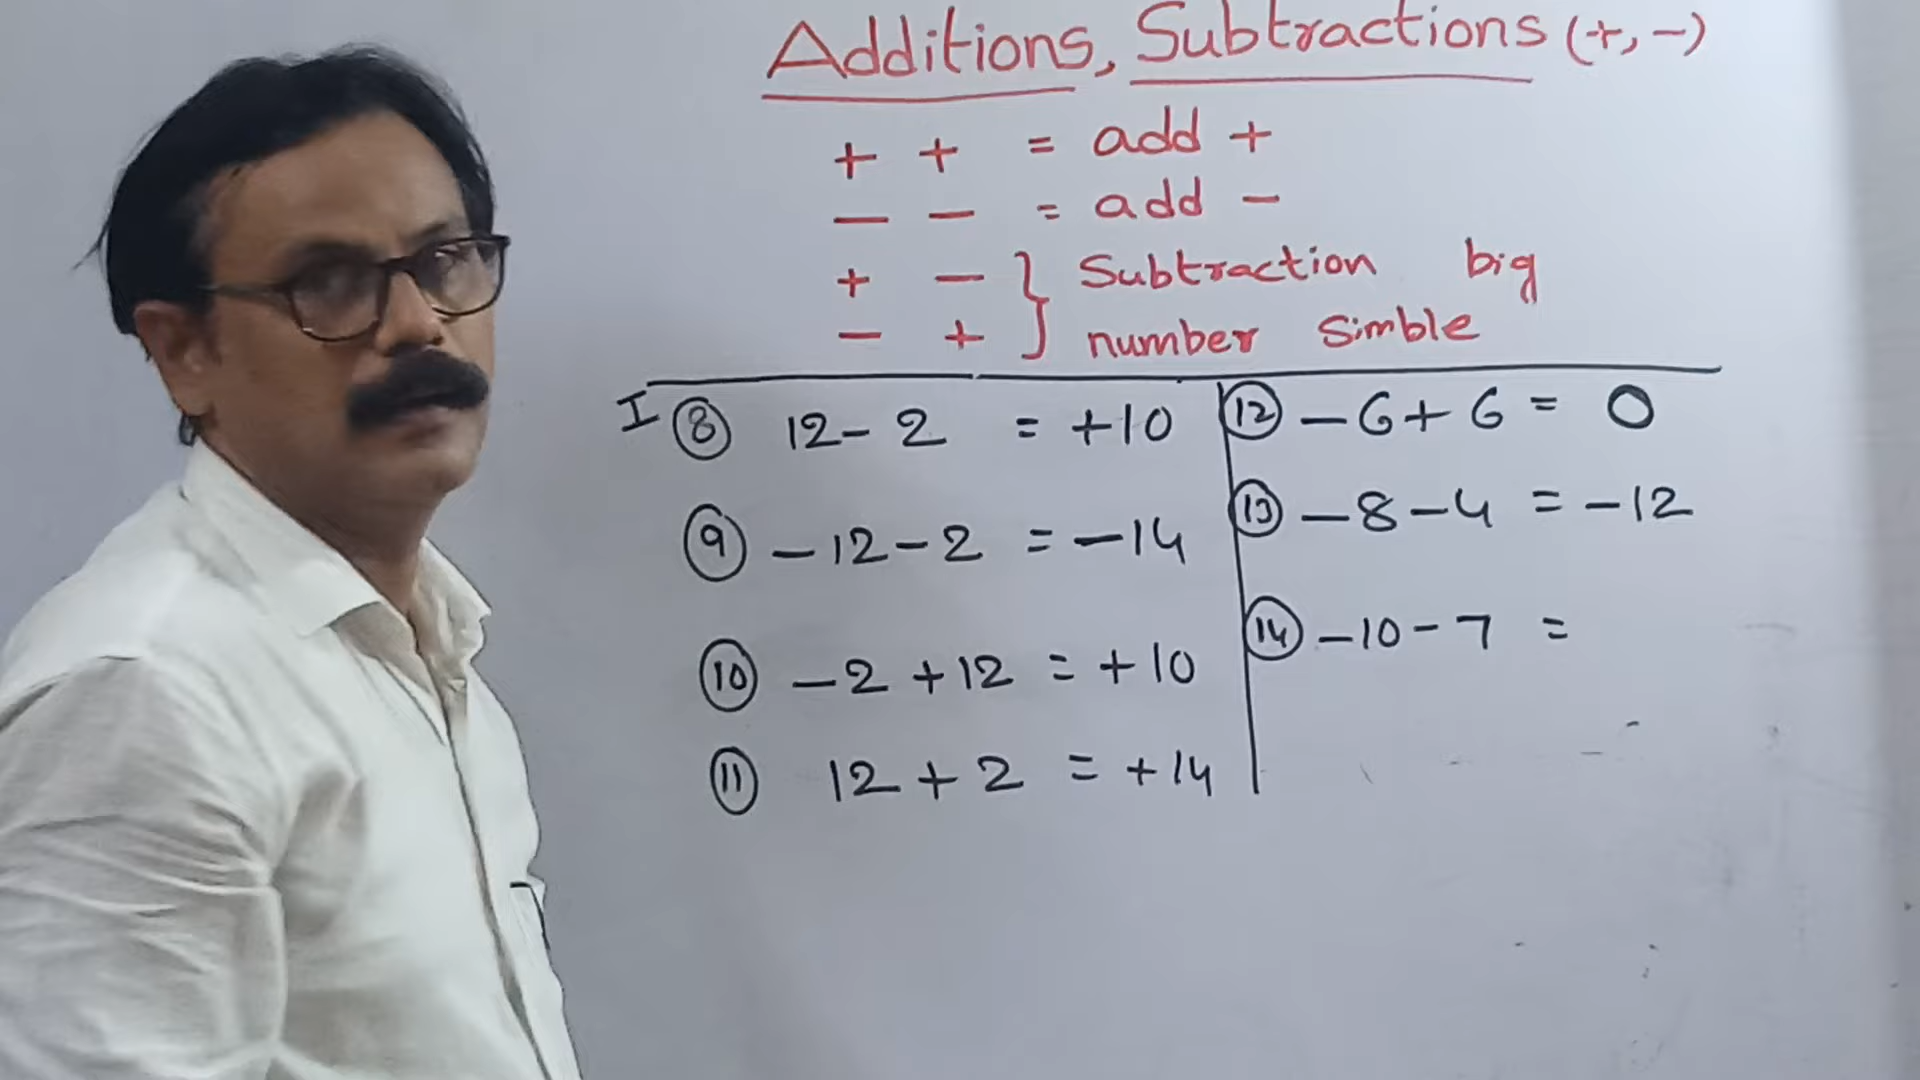 Additions, Subtractions (+, -)
+ + = add +
- - = add -
+ - } Subtraction big
- + } number Simble
I ⑧ 12 - 2 = +10
⑨ -12 - 2 = -14
⑩ -2 + 12 = +10
⑪ 12 + 2 = +14
⑫ -6 + 6 = 0
⑬ -8 - 4 = -12
⑭ -10 - 7 =